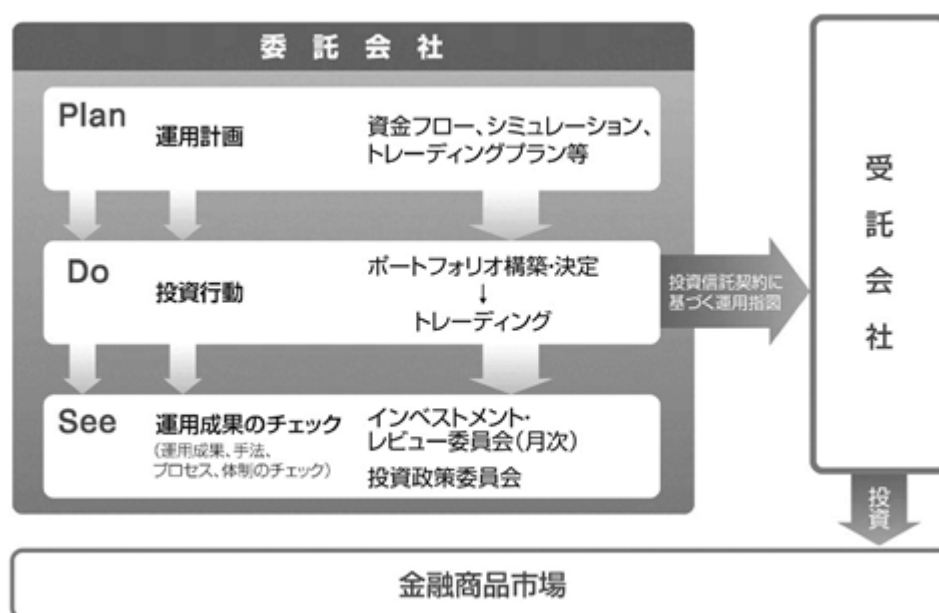 委託会社
Plan
運用計画
資金フロー、シミュレーション、
トレーディングプラン等
Do
投資行動
ポートフォリオ構築・決定
↓
トレーディング
投資信託契約に
基づく運用指図
See
運用成果のチェック
(運用成果、手法、
プロセス、体制のチェック)
インベストメント・
レビュー委員会(月次)
投資政策委員会
受託会社
投資
金融商品市場